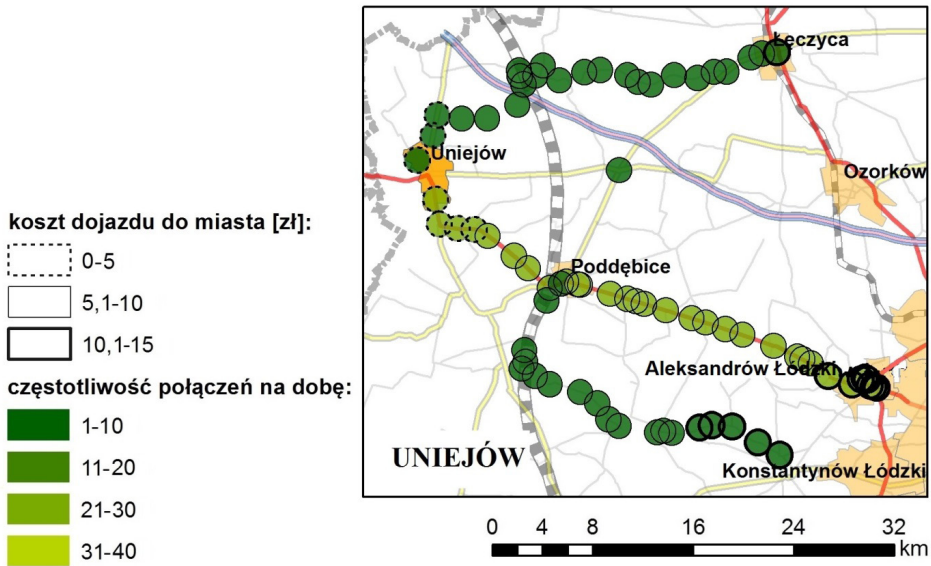 koszt dojazdu do miasta [zł]:
0-5
5,1-10
10,1-15
częstotliwość połączeń na dobę:
1-10
11-20
21-30
31-40
Łęczyca
Uniejów
Ozorków
Poddębice
Aleksandrów Łódzki
UNIEJÓW
Konstantynów Łódzki
0 4 8 16 24 32
km